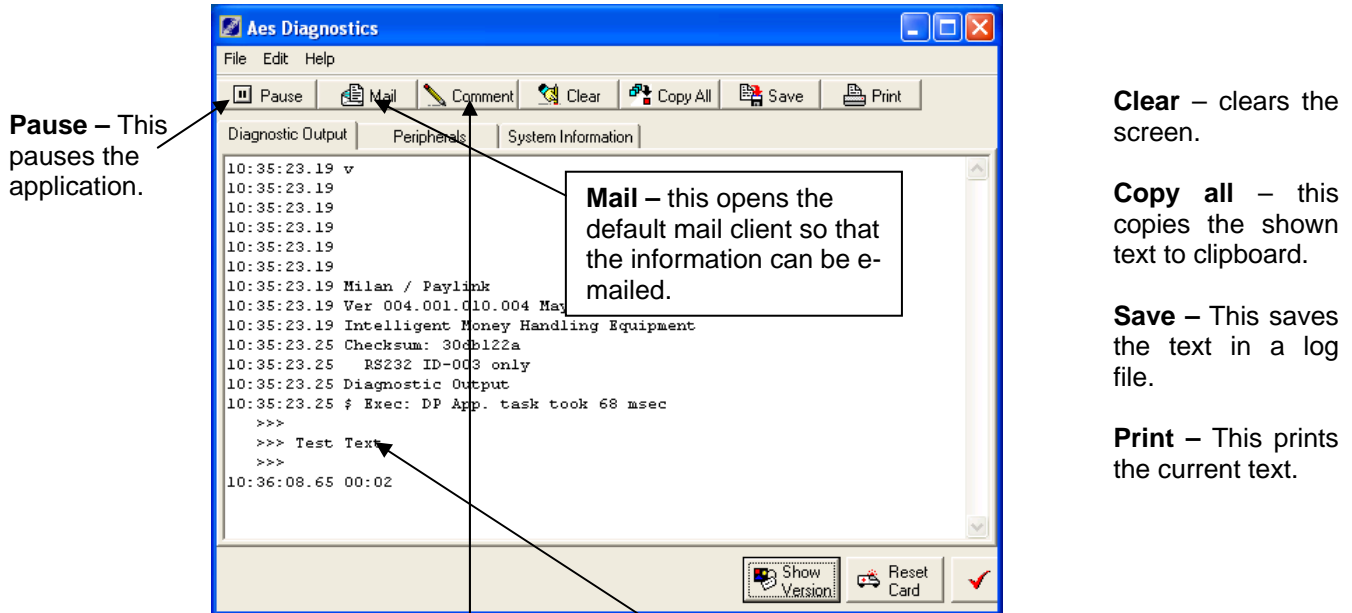 Aes Diagnostics
File Edit Help
Pause Mail Comment Clear Copy All Save Print
Diagnostic Output Peripherals System Information
Pause – This
pauses the
application.
10:35:23.19 v
10:35:23.19
10:35:23.19
10:35:23.19
10:35:23.19
10:35:23.19
10:35:23.19 Milan / Paylink
10:35:23.19 Ver 004.001.010.004 May
10:35:23.19 Intelligent Money Handling Equipment
10:35:23.25 Checksum: 30db122a
10:35:23.25 RS232 ID-003 only
10:35:23.25 Diagnostic Output
10:35:23.25 $ Exec: DP App. task took 68 msec
>>>
>>> Test Text
>>>
10:36:08.65 00:02
Mail – this opens the
default mail client so that
the information can be e-
mailed.
Show
Version
Reset
Card
Clear – clears the
screen.
Copy all – this
copies the shown
text to clipboard.
Save – This saves
the text in a log
file.
Print – This prints
the current text.